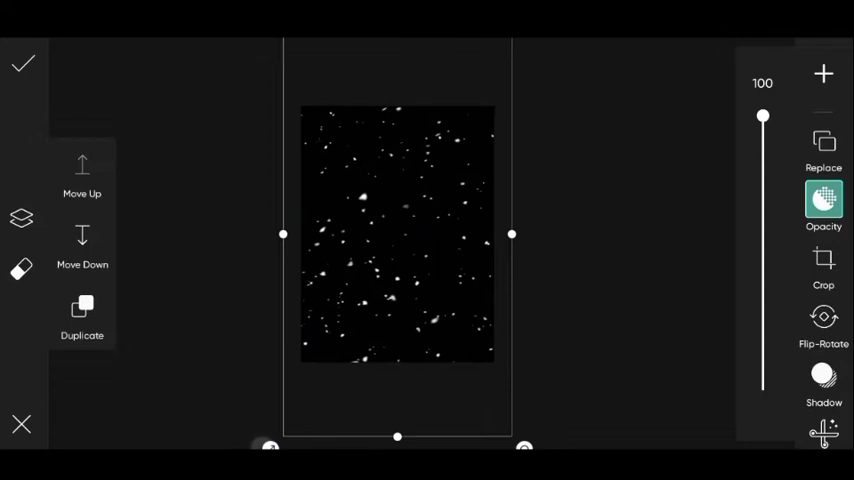 100
Move Up
Move Down
Duplicate
Replace
Opacity
Crop
Flip-Rotate
Shadow